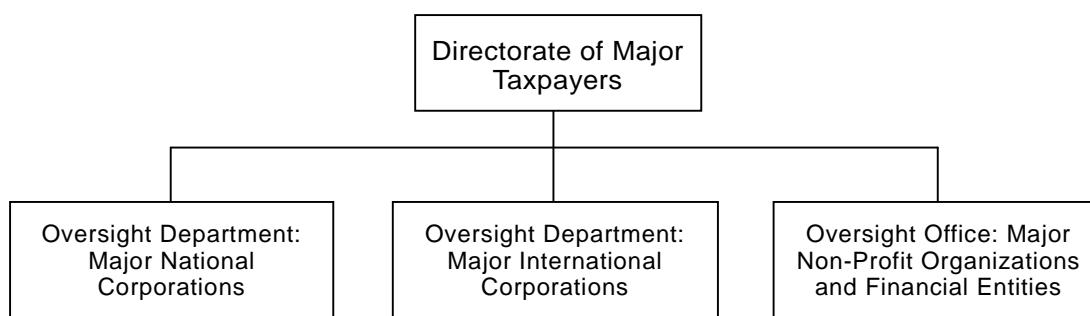 Directorate of Major
Taxpayers
Oversight Department:
Major National
Corporations
Oversight Department:
Major International
Corporations
Oversight Office: Major
Non-Profit Organizations
and Financial Entities